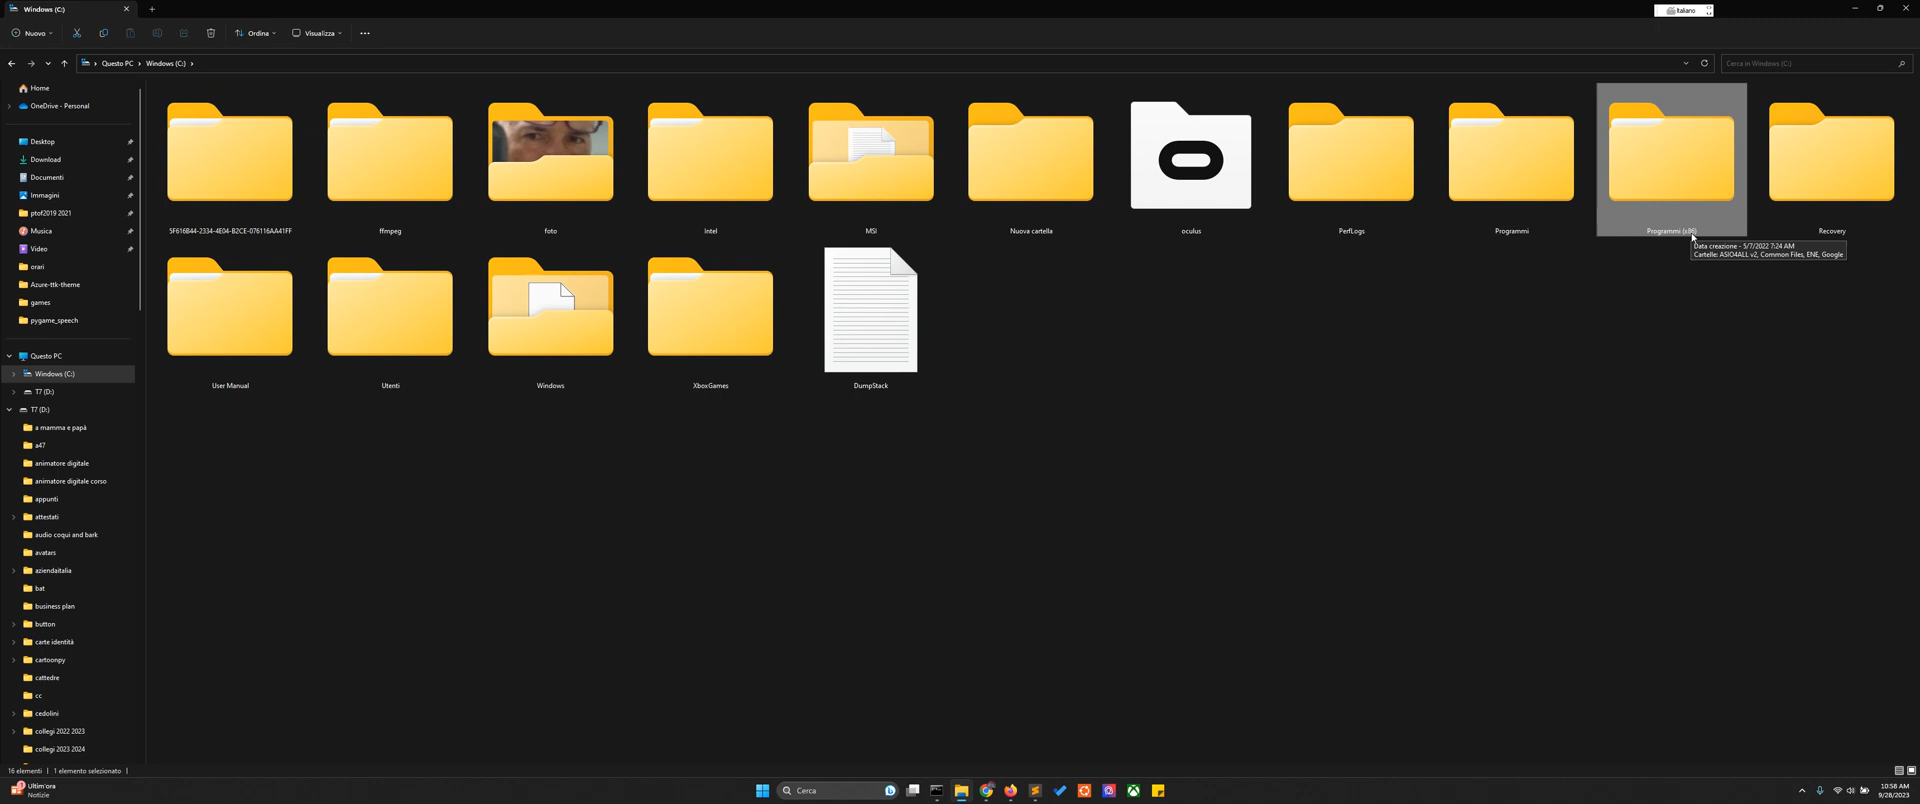 Windows (C:)
Italiano
Nuovo
Ordina
Visualizza
Questo PC
Windows (C:)
Cerca in Windows (C:)
Home
OneDrive - Personal
Desktop
Download
Documenti
Immagini
ptof2019 2021
Musica
Video
orari
Azure-ttk-theme
games
pygame_speech
Questo PC
Windows (C:)
T7 (D:)
T7 (D:)
a mamma e papà
a47
animatore digitale
animatore digitale corso
appunti
attestati
audio coqui and bark
avatars
aziendaitalia
bat
business plan
button
carte identità
cartoonpy
cattedre
cc
cedolini
collegi 2022 2023
collegi 2023 2024
5F616B44-2334-4E04-B2CE-076116AA41FF
ffmpeg
foto
Intel
MSI
Nuova cartella
oculus
PerfLogs
Programmi
Programmi (x86)
Recovery
Data creazione - 5/7/2022 7:24 AM
Cartelle: ASIO4ALL v2, Common Files, ENE, Google
User Manual
Utenti
Windows
XboxGames
DumpStack
16 elementi
1 elemento selezionato
Ultim'ora
Notizie
Cerca
10:58 AM
9/28/2023